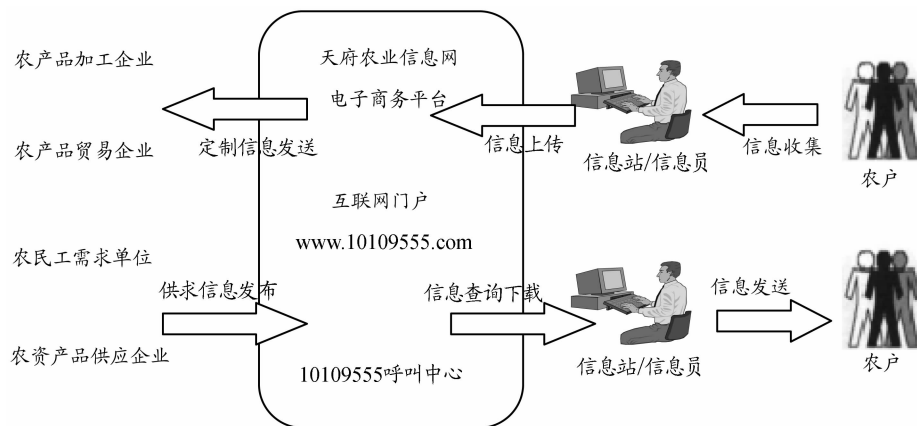 农产品加工企业
天府农业信息网
电子商务平台
定制信息发送
信息上传
信息收集
农产品贸易企业
信息站/信息员
农户
互联网门户
www.10109555.com
农民工需求单位
供求信息发布
信息查询下载
信息发送
农资产品供应企业
信息站/信息员
农户
10109555呼叫中心